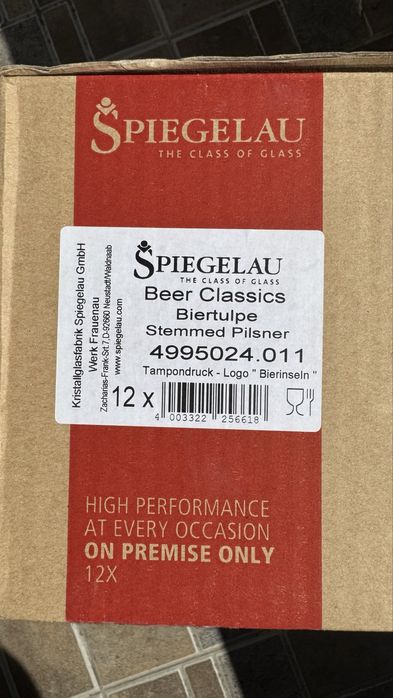 SPIEGELAU
THE CLASS OF GLASS
SPIEGELAU
THE CLASS OF GLASS
Beer Classics
Biertulpe
Stemmed Pilsner
4995024.011
Tampondruck - Logo " Bierinseln "
12 x
4 003322 256618
Kristallglasfabrik Spiegelau GmbH
Werk Frauenau
Zacharias-Frank-Srt.7,D-92660 Neustadt/Waldnaab
www.spiegelau.com
HIGH PERFORMANCE
AT EVERY OCCASION
ON PREMISE ONLY
12X